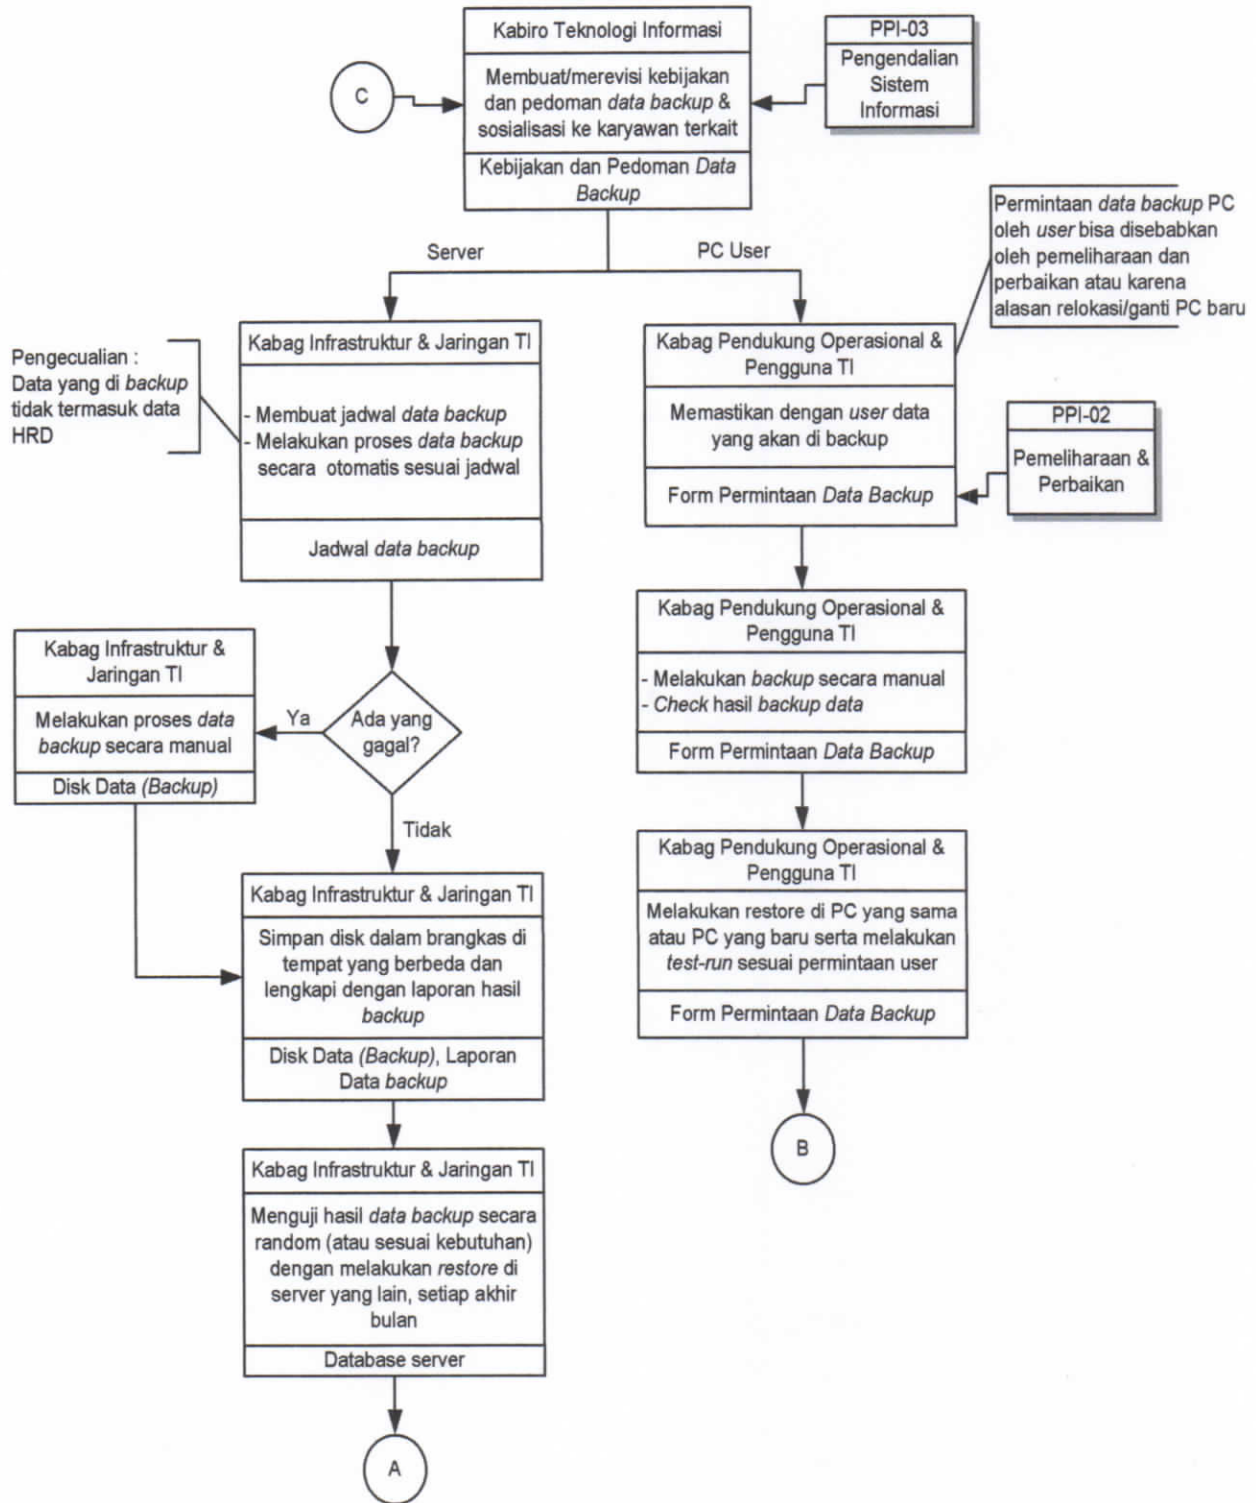 Kabiro Teknologi Informasi
Membuat/merevisi kebijakan
dan pedoman data backup &
sosialisasi ke karyawan terkait
Kebijakan dan Pedoman Data
Backup
C
PPI-03
Pengendalian
Sistem
Informasi
Server
PC User
Permintaan data backup PC
oleh user bisa disebabkan
oleh pemeliharaan dan
perbaikan atau karena
alasan relokasi/ganti PC baru
Pengecualian :
Data yang di backup
tidak termasuk data
HRD
Kabag Infrastruktur & Jaringan TI
- Membuat jadwal data backup
- Melakukan proses data backup
secara otomatis sesuai jadwal
Jadwal data backup
Kabag Pendukung Operasional &
Pengguna TI
Memastikan dengan user data
yang akan di backup
Form Permintaan Data Backup
PPI-02
Pemeliharaan &
Perbaikan
Kabag Infrastruktur &
Jaringan TI
Melakukan proses data
backup secara manual
Disk Data (Backup)
Ya
Ada yang
gagal?
Tidak
Kabag Pendukung Operasional &
Pengguna TI
- Melakukan backup secara manual
- Check hasil backup data
Form Permintaan Data Backup
Kabag Infrastruktur & Jaringan TI
Simpan disk dalam brangkas di
tempat yang berbeda dan
lengkapi dengan laporan hasil
backup
Disk Data (Backup), Laporan
Data backup
Kabag Pendukung Operasional &
Pengguna TI
Melakukan restore di PC yang sama
atau PC yang baru serta melakukan
test-run sesuai permintaan user
Form Permintaan Data Backup
B
Kabag Infrastruktur & Jaringan TI
Menguji hasil data backup secara
random (atau sesuai kebutuhan)
dengan melakukan restore di
server yang lain, setiap akhir
bulan
Database server
A